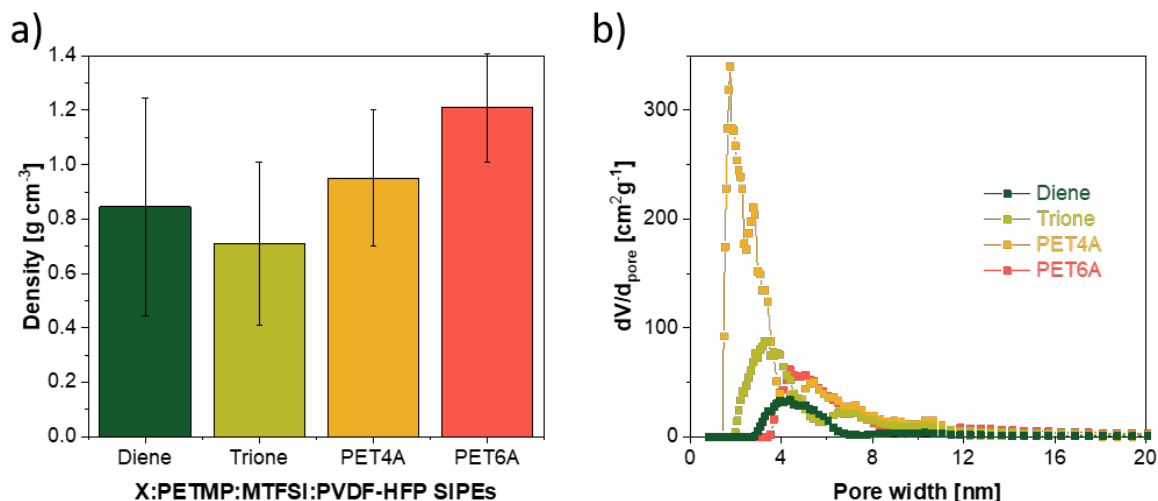 a)
1.4
1.2
1.0
0.8
0.6
0.4
0.2
0.0
Density [g cm-3]
Diene Trione PET4A PET6A
X:PETMP:MTFSI:PVDF-HFP SIPEs
b)
300
200
100
0
dV/dpore [cm2g-1]
Diene
Trione
PET4A
PET6A
0 4 8 12 16 20
Pore width [nm]